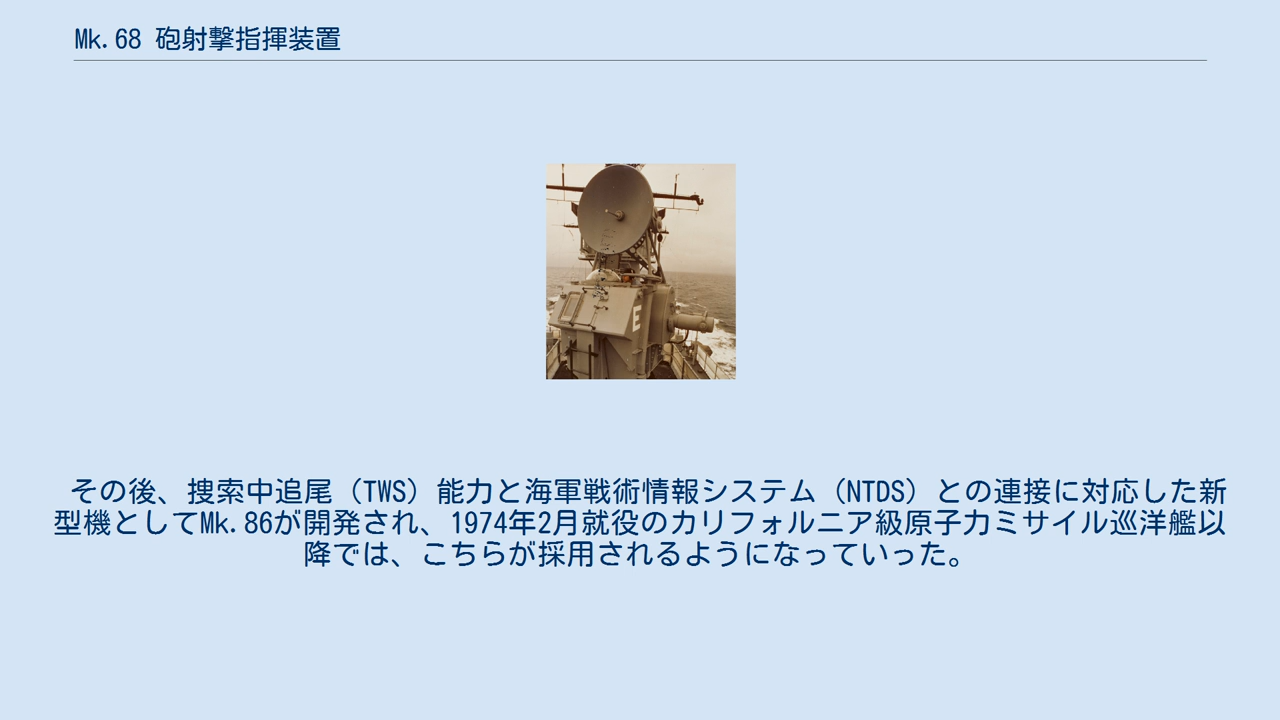 Mk.68 砲射撃指揮装置
E
その後、捜索中追尾（TWS）能力と海軍戦術情報システム（NTDS）との連接に対応した新
型機としてMk.86が開発され、1974年2月就役のカリフォルニア級原子力ミサイル巡洋艦以
降では、こちらが採用されるようになっていった。